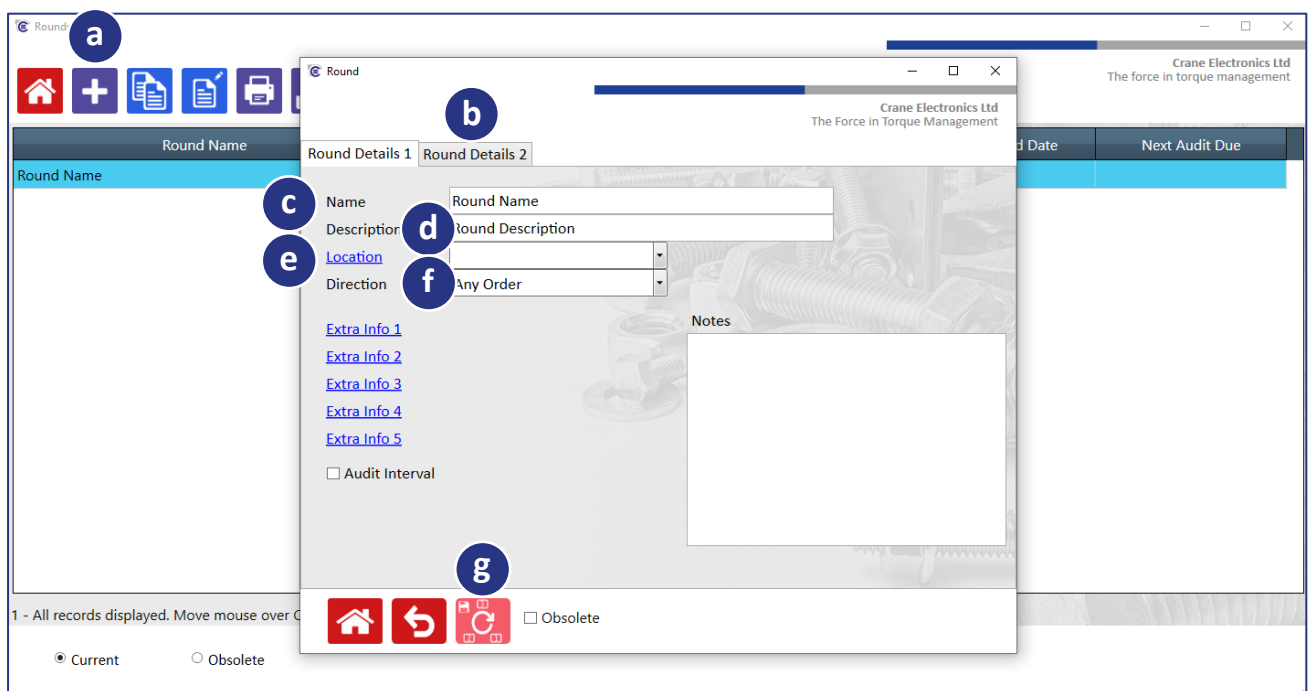 Round
a
Crane Electronics Ltd
The force in torque management
Round Name
d Date
Next Audit Due
Round Name
Round
Crane Electronics Ltd
The Force in Torque Management
b
Round Details 1
Round Details 2
c
Name
Round Name
Description
d
Round Description
e
Location
Direction
f
Any Order
Extra Info 1
Extra Info 2
Extra Info 3
Extra Info 4
Extra Info 5
Audit Interval
Notes
g
Obsolete
1 - All records displayed. Move mouse over C
Current
Obsolete